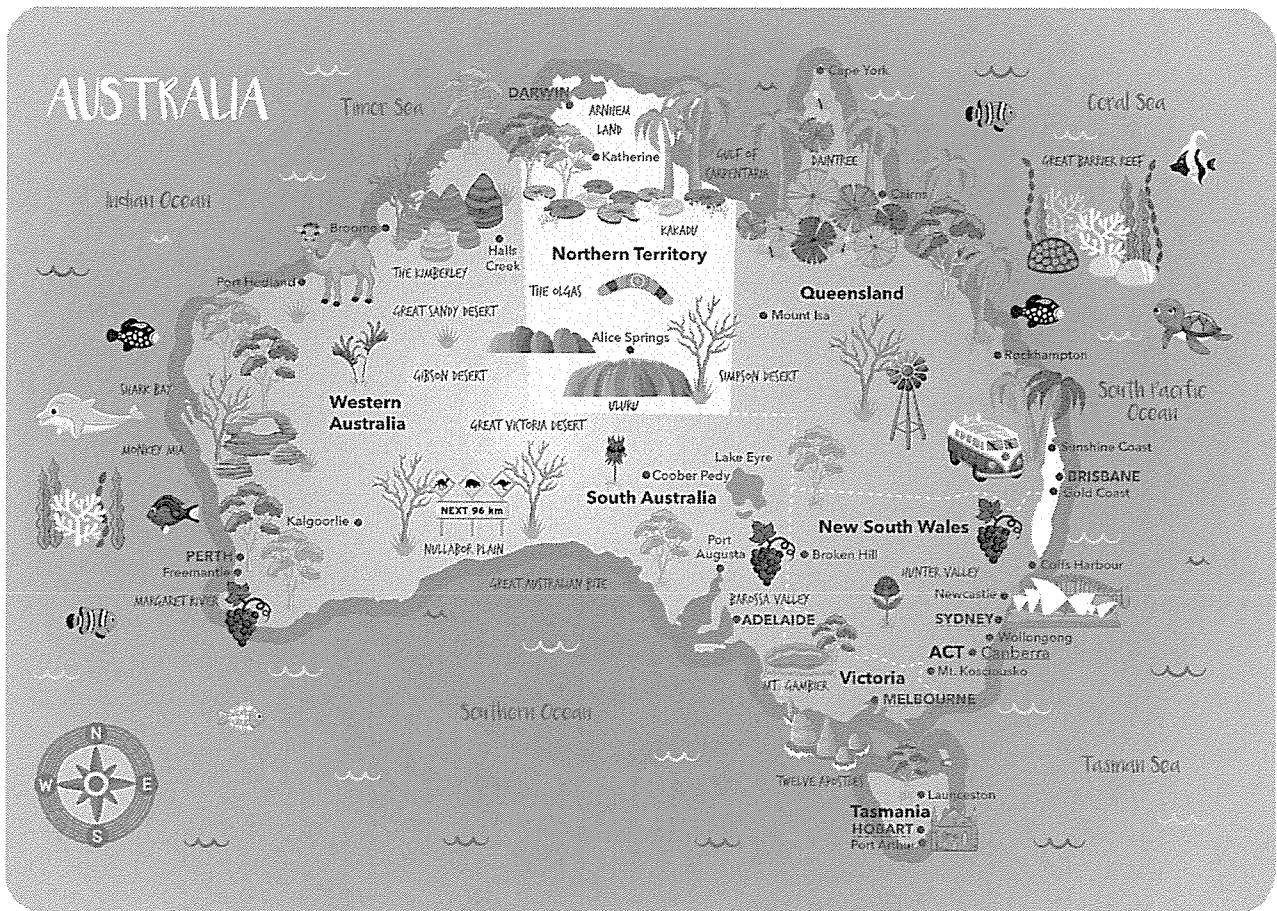 AUSTRALIA
Timor Sea
Cape York
Coral Sea
DARWIN
ARNHEM
LAND
Katherine
GULF OF
CARPENTARIA
DAINTREE
GREAT BARRIER REEF
Cairns
Indian Ocean
Broome
KAKADU
Halls
Creek
Northern Territory
THE KIMBERLEY
Port Hedland
THE OLGAS
Queensland
GREAT SANDY DESERT
Mount Isa
Alice Springs
Rockhampton
GIBSON DESERT
SIMPSON DESERT
SHARK BAY
ULURU
South Pacific
Ocean
Western
Australia
GREAT VICTORIA DESERT
MONKEY MIA
Sunshine Coast
Lake Eyre
Coober Pedy
BRISBANE
Gold Coast
South Australia
NEXT 96 km
Kalgoorlie
New South Wales
NULLABOR PLAIN
Port
Augusta
Broken Hill
PERTH
Freemantle
Coffs Harbour
GREAT AUSTRALIAN BITE
HUNTER VALLEY
MARGARET RIVER
BAROSSA VALLEY
Newcastle
ADELAIDE
SYDNEY
Wollongong
ACT
Canberra
Mt. Kosciousko
Victoria
MT. GAMBIER
MELBOURNE
Southern Ocean
N
W
E
S
Tasman Sea
TWELVE APOSTLES
Launceston
Tasmania
HOBART
Port Arthur